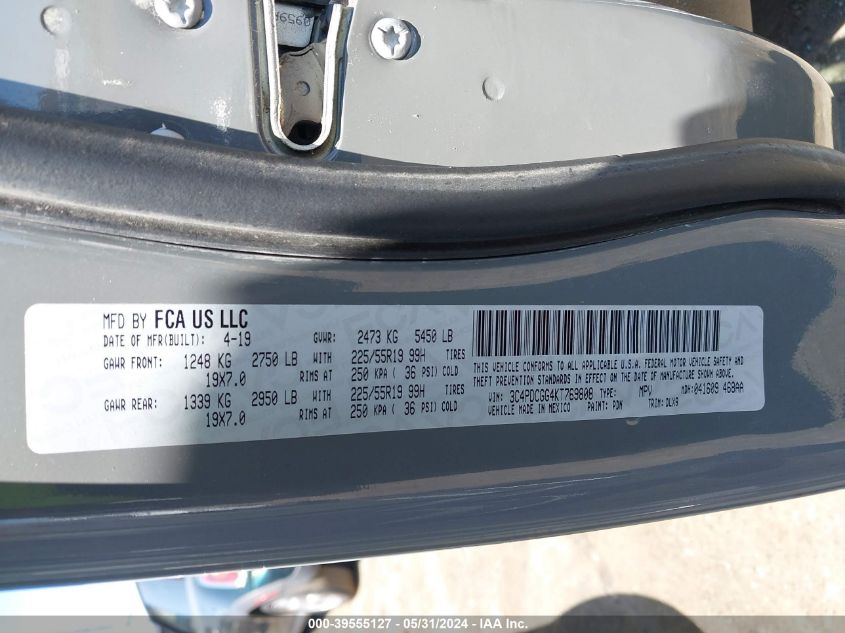 MFD BY FCA US LLC
DATE OF MFR(BUILT): 4-19 GVWR: 2473 KG 5450 LB
GAWR FRONT: 1248 KG 2750 LB WITH 225/55R19 99H TIRES
19X7.0 RIMS AT 250 KPA ( 36 PSI) COLD
GAWR REAR: 1339 KG 2950 LB WITH 225/55R19 99H TIRES
19X7.0 RIMS AT 250 KPA ( 36 PSI) COLD
THIS VEHICLE CONFORMS TO ALL APPLICABLE U.S.A. FEDERAL MOTOR VEHICLE SAFETY AND
THEFT PREVENTION STANDARDS IN EFFECT ON THE DATE OF MANUFACTURE SHOWN ABOVE
VIN: 3C4PDCGG4KT769808 TYPE: MPV MDH: 041609 469AA
VEHICLE MADE IN MEXICO PAINT: PDN TRIM: DLX9
000-39555127 - 05/31/2024 - IAA Inc.